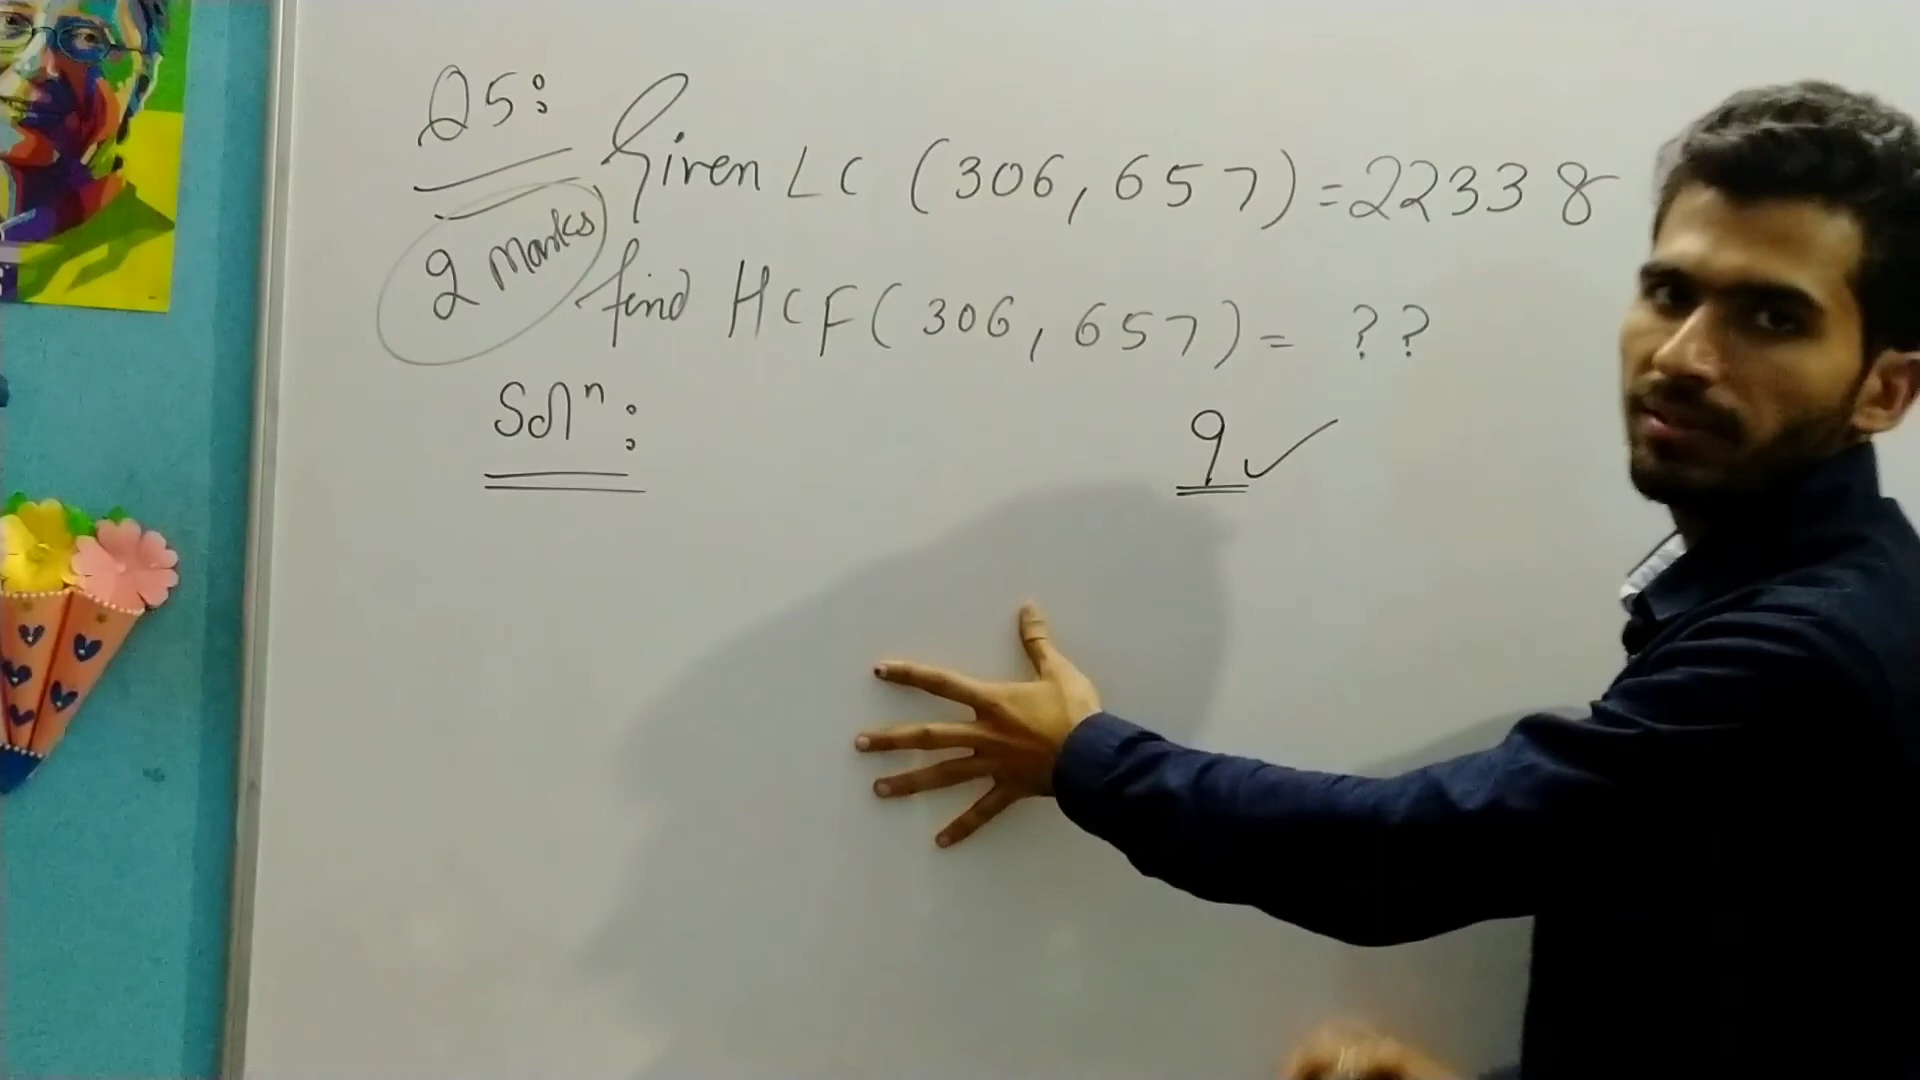 Q5:
Given LC (306, 657) = 22338
2 Marks
find HCF (306, 657) = ??
Solⁿ :
9 ✓